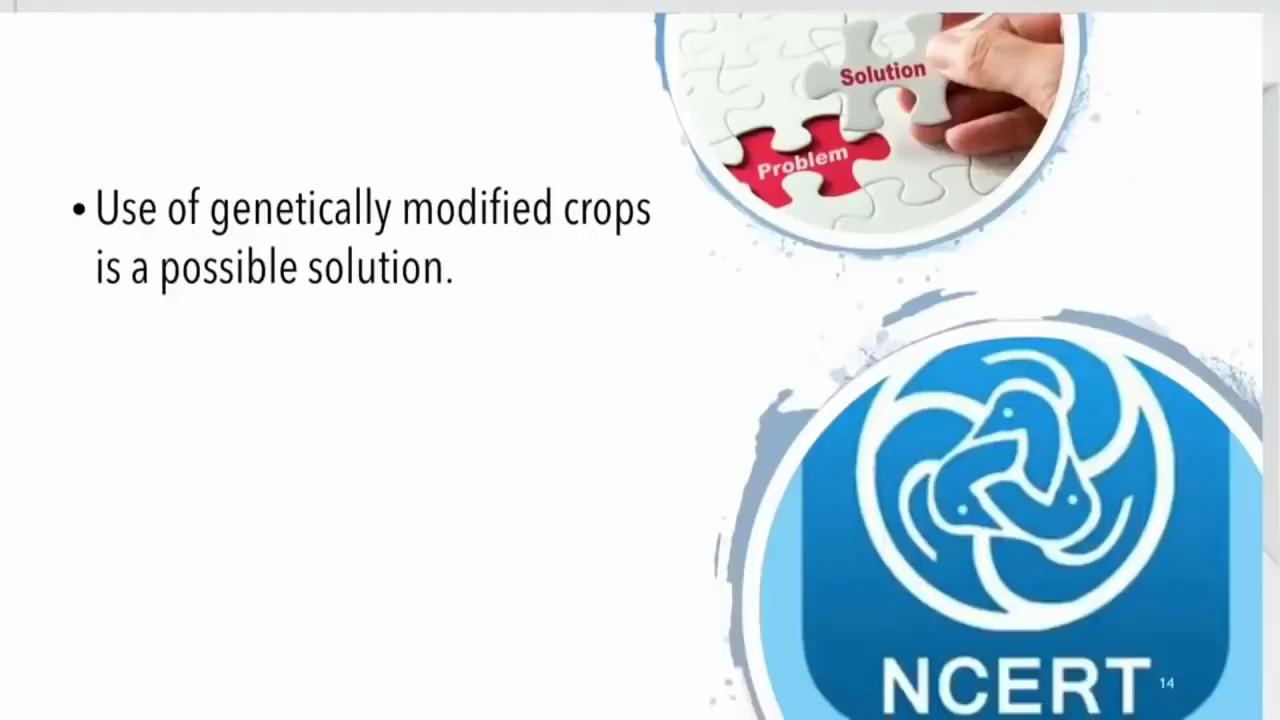 Solution
Problem
• Use of genetically modified crops
is a possible solution.
NCERT
14